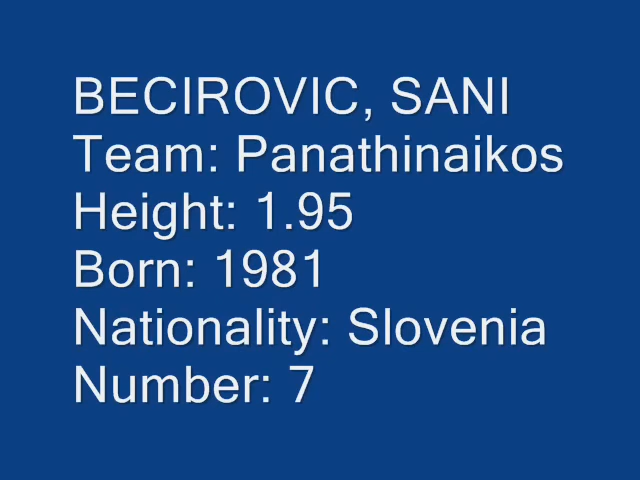 BECIROVIC, SANI
Team: Panathinaikos
Height: 1.95
Born: 1981
Nationality: Slovenia
Number: 7